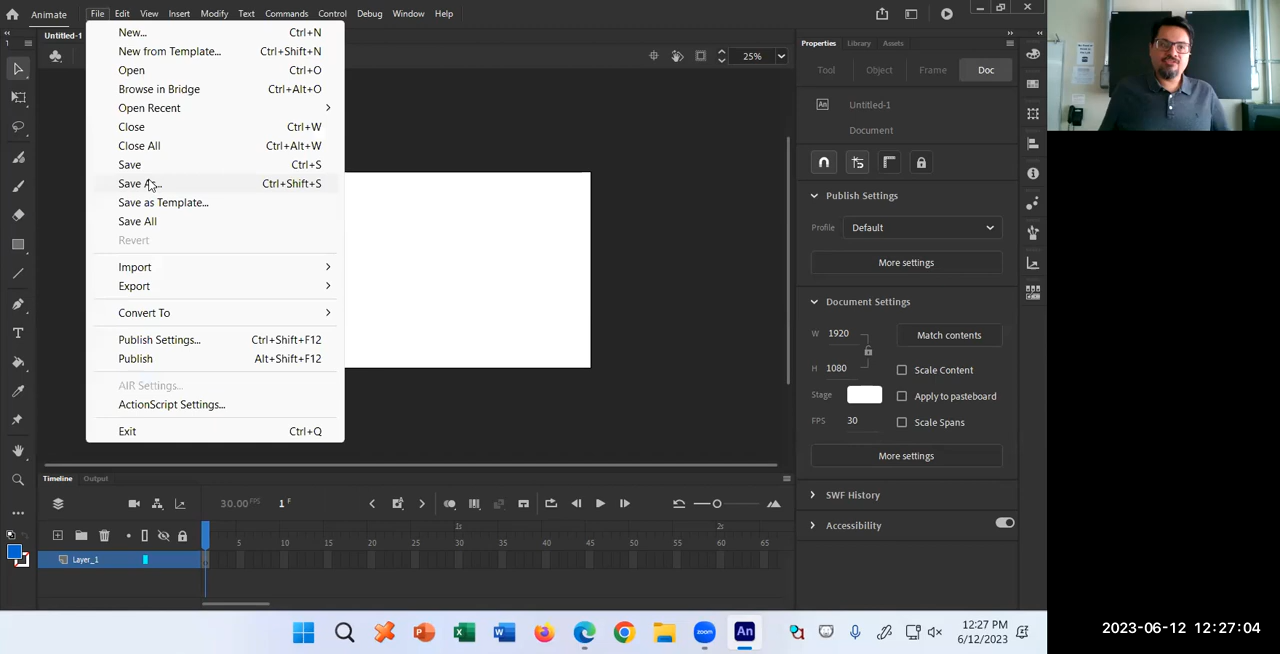 Animate File Edit View Insert Modify Text Commands Control Debug Window Help
Untitled-1
25%
New... Ctrl+N
New from Template... Ctrl+Shift+N
Open Ctrl+O
Browse in Bridge Ctrl+Alt+O
Open Recent
Close Ctrl+W
Close All Ctrl+Alt+W
Save Ctrl+S
Save As... Ctrl+Shift+S
Save as Template...
Save All
Revert
Import
Export
Convert To
Publish Settings... Ctrl+Shift+F12
Publish Alt+Shift+F12
AIR Settings...
ActionScript Settings...
Exit Ctrl+Q
Properties Library Assets
Tool Object Frame Doc
An Untitled-1
Document
Publish Settings
Profile Default
More settings
Document Settings
W 1920 Match contents
H 1080 Scale Content
Stage Apply to pasteboard
FPS 30 Scale Spans
More settings
SWF History
Accessibility
Timeline Output
30.00 FPS 1 F
1s 2s
5 10 15 20 25 30 35 40 45 50 55 60 65
Layer_1
zoom An
12:27 PM
6/12/2023
2023-06-12 12:27:04